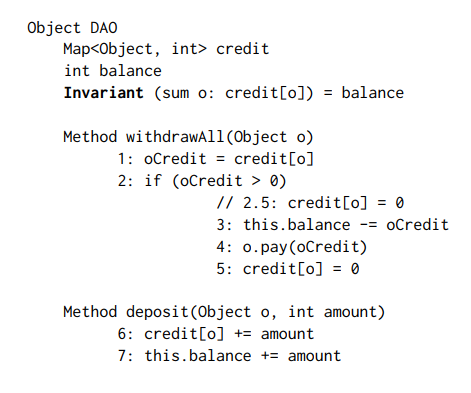 Object DAO
Map<Object, int> credit
int balance
Invariant (sum o: credit[o]) = balance
Method withdrawAll(Object o)
1: oCredit = credit[o]
2: if (oCredit > 0)
// 2.5: credit[o] = 0
3: this.balance -= oCredit
4: o.pay(oCredit)
5: credit[o] = 0
Method deposit(Object o, int amount)
6: credit[o] += amount
7: this.balance += amount